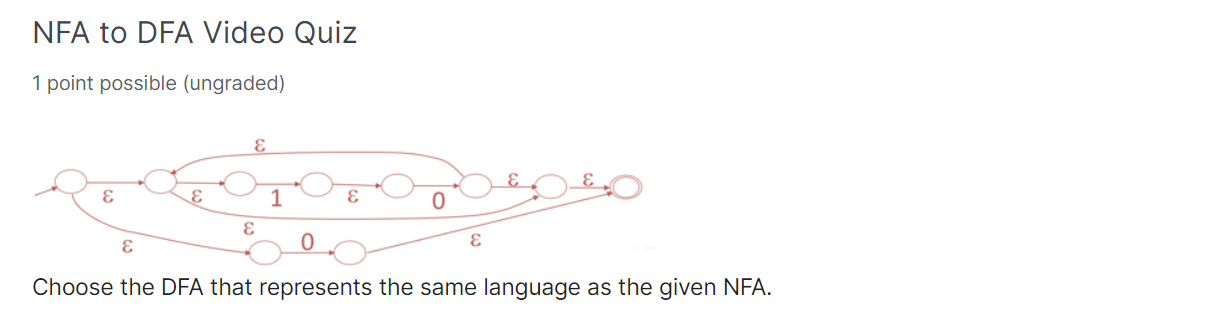 NFA to DFA Video Quiz
1 point possible (ungraded)
ε
ε ε
ε ε 1 ε 0
ε
ε 0 ε
Choose the DFA that represents the same language as the given NFA.